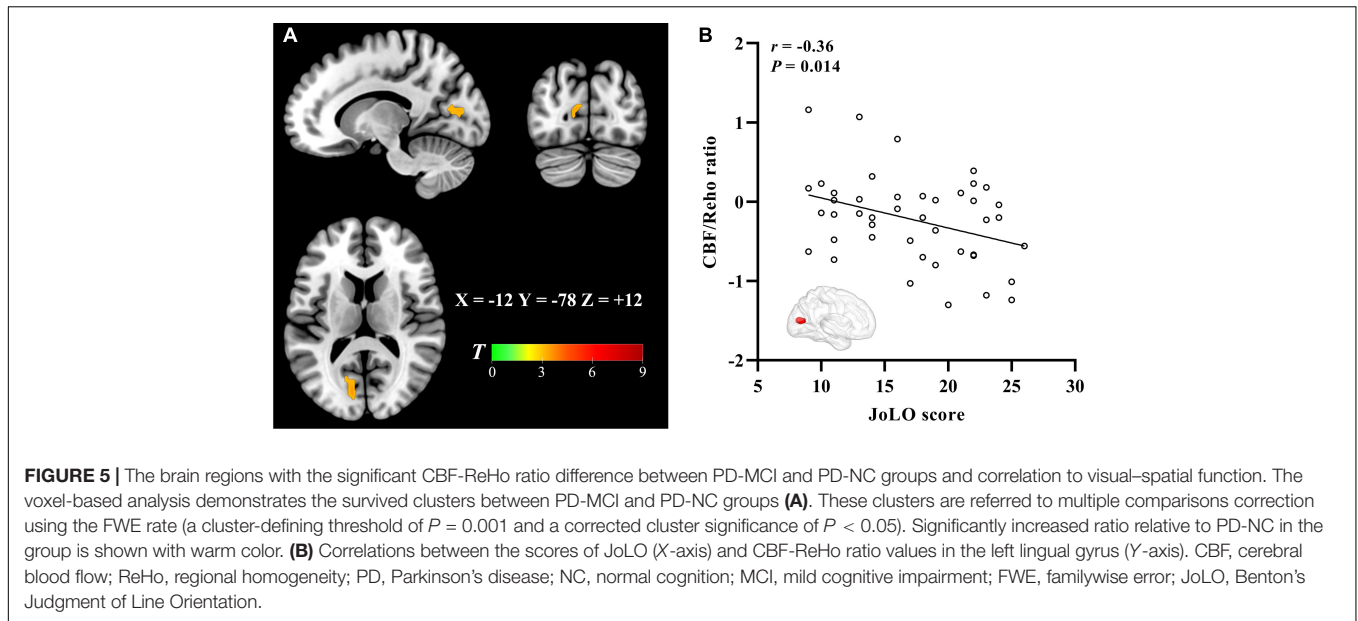 A
X = -12 Y = -78 Z = +12
T
0 3 6 9
B
r = -0.36
P = 0.014
2
1
0
-1
-2
CBF/Reho ratio
5 10 15 20 25 30
JoLO score
FIGURE 5 | The brain regions with the significant CBF-ReHo ratio difference between PD-MCI and PD-NC groups and correlation to visual–spatial function. The
voxel-based analysis demonstrates the survived clusters between PD-MCI and PD-NC groups (A). These clusters are referred to multiple comparisons correction
using the FWE rate (a cluster-defining threshold of P = 0.001 and a corrected cluster significance of P < 0.05). Significantly increased ratio relative to PD-NC in the
group is shown with warm color. (B) Correlations between the scores of JoLO (X-axis) and CBF-ReHo ratio values in the left lingual gyrus (Y-axis). CBF, cerebral
blood flow; ReHo, regional homogeneity; PD, Parkinson's disease; NC, normal cognition; MCI, mild cognitive impairment; FWE, familywise error; JoLO, Benton's
Judgment of Line Orientation.